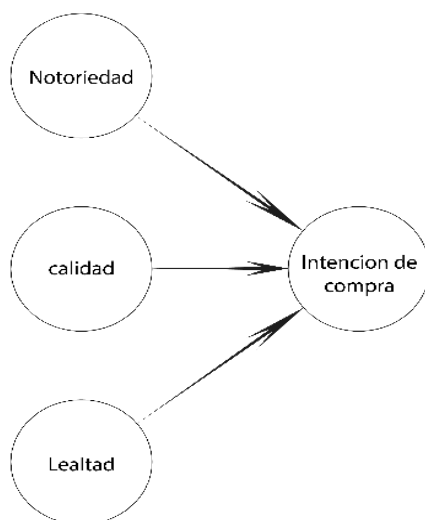 Notoriedad
calidad
Intencion de
compra
Lealtad